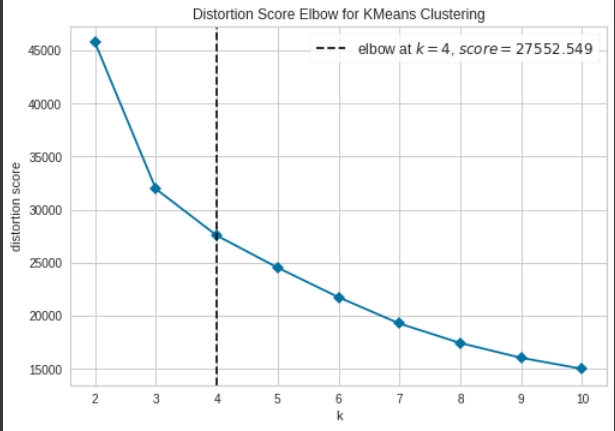 Distortion Score Elbow for KMeans Clustering
elbow at k = 4, score = 27552.549
45000
40000
35000
30000
25000
20000
15000
distortion score
2 3 4 5 6 7 8 9 10
k